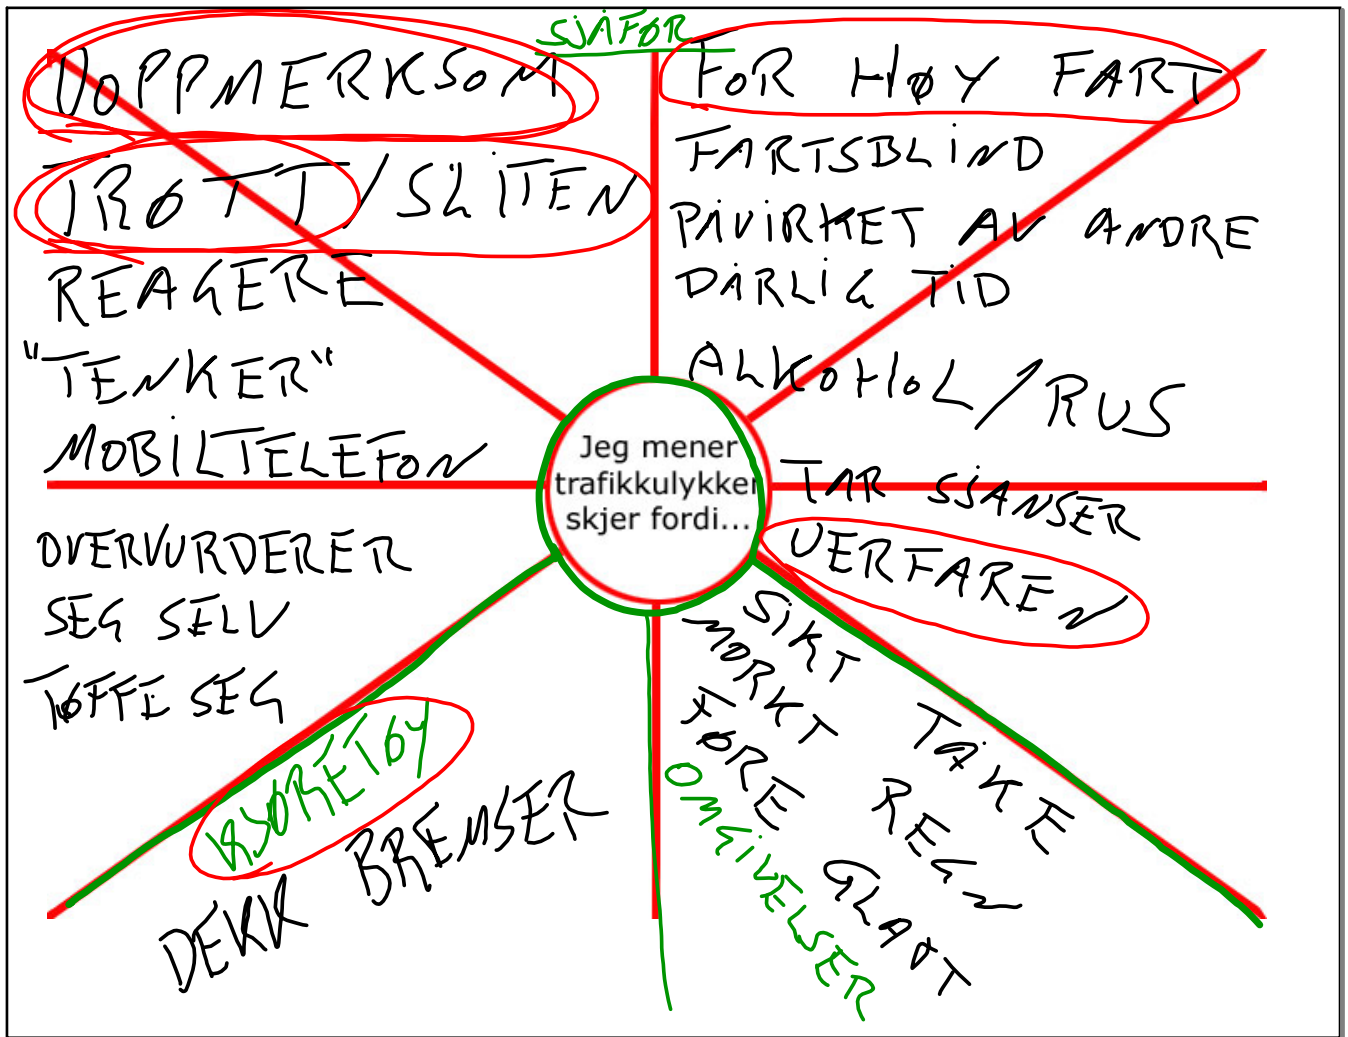 SJÅFØR
UOPPMERKSOM
TRØTT/SLITEN
REAGERE
"TENKER"
MOBILTELEFON
OVERVURDERER
SEG SELV
TØFFE SEG
FOR HØY FART
FARTSBLIND
PÅVIRKET AV ANDRE
DÅRLIG TID
ALKOHOL/RUS
TAR SJANSER
UERFAREN
Jeg mener
trafikkulykker
skjer fordi...
KJØRETØY
DEKK BREMSER
SIKT TÅKE
MØRKT REGN
FØRE GLATT
OMGIVELSER